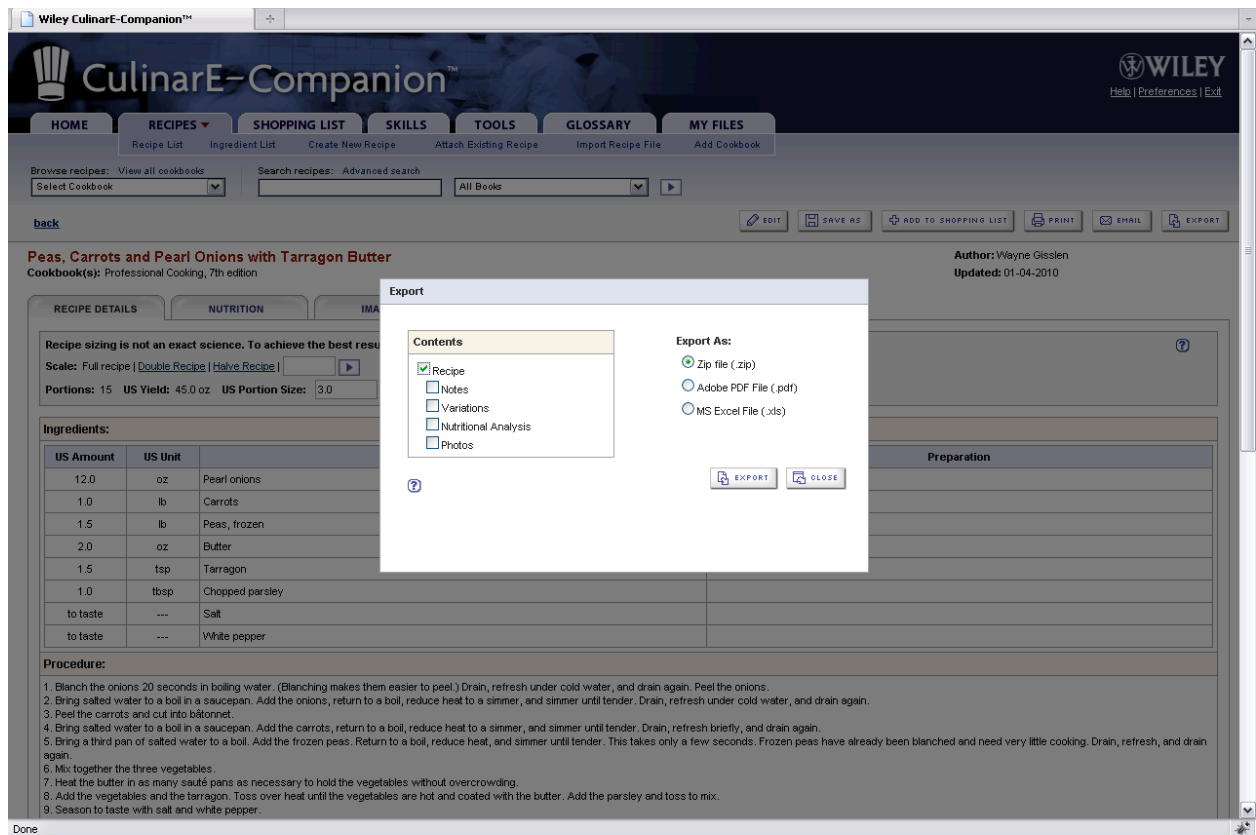 Wiley CulinarE-Companion™
CulinarE-Companion™
WILEY
Help | Preferences | Exit
HOME RECIPES SHOPPING LIST SKILLS TOOLS GLOSSARY MY FILES
Recipe List Ingredient List Create New Recipe Attach Existing Recipe Import Recipe File Add Cookbook
Browse recipes: View all cookbooks Search recipes: Advanced search
Select Cookbook All Books
back EDIT SAVE AS ADD TO SHOPPING LIST PRINT EMAIL EXPORT
Peas, Carrots and Pearl Onions with Tarragon Butter Author: Wayne Gisslen
Cookbook(s): Professional Cooking, 7th edition Updated: 01-04-2010
RECIPE DETAILS NUTRITION IMA
Recipe sizing is not an exact science. To achieve the best resu ?
Scale: Full recipe | Double Recipe | Halve Recipe |
Portions: 15 US Yield: 45.0 oz US Portion Size: 3.0
Export
Contents Export As:
Recipe Zip file (.zip)
Notes Adobe PDF File (.pdf)
Variations MS Excel File (.xls)
Nutritional Analysis
Photos
? EXPORT CLOSE
Ingredients:
US Amount US Unit Preparation
12.0 oz Pearl onions
1.0 lb Carrots
1.5 lb Peas, frozen
2.0 oz Butter
1.5 tsp Tarragon
1.0 tbsp Chopped parsley
to taste --- Salt
to taste --- White pepper
Procedure:
1. Blanch the onions 20 seconds in boiling water. (Blanching makes them easier to peel.) Drain, refresh under cold water, and drain again. Peel the onions.
2. Bring salted water to a boil in a saucepan. Add the onions, return to a boil, reduce heat to a simmer, and simmer until tender. Drain, refresh under cold water, and drain again.
3. Peel the carrots and cut into bâtonnet.
4. Bring salted water to a boil in a saucepan. Add the carrots, return to a boil, reduce heat to a simmer, and simmer until tender. Drain, refresh briefly, and drain again.
5. Bring a third pan of salted water to a boil. Add the frozen peas. Return to a boil, reduce heat, and simmer until tender. This takes only a few seconds. Frozen peas have already been blanched and need very little cooking. Drain, refresh, and drain
again.
6. Mix together the three vegetables.
7. Heat the butter in as many sauté pans as necessary to hold the vegetables without overcrowding.
8. Add the vegetables and the tarragon. Toss over heat until the vegetables are hot and coated with the butter. Add the parsley and toss to mix.
9. Season to taste with salt and white pepper.
Done